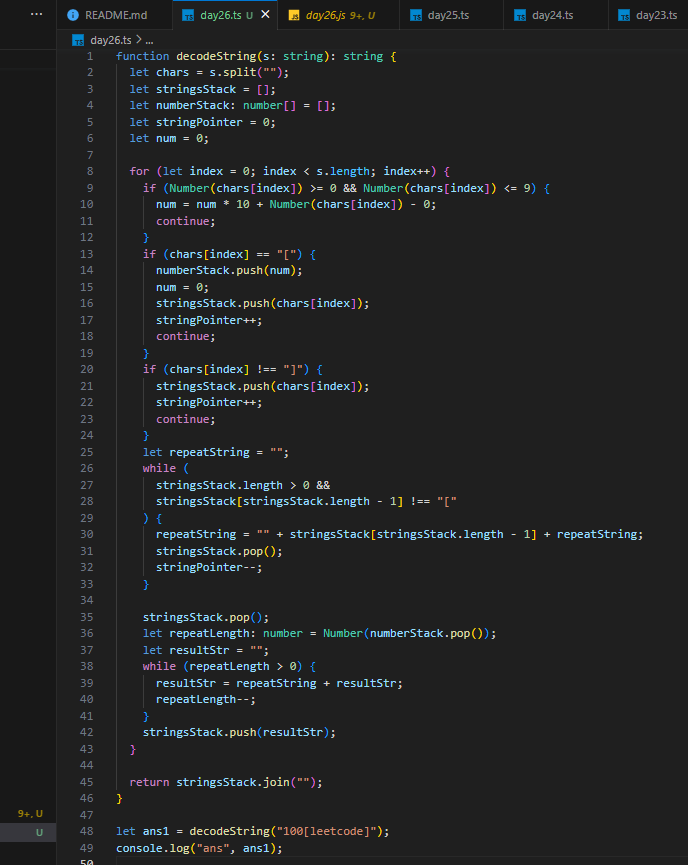 ···
README.md
day26.ts U
day26.js 9+, U
day25.ts
day24.ts
day23.ts
day26.ts > ...
1 function decodeString(s: string): string {
2 let chars = s.split("");
3 let stringsStack = [];
4 let numberStack: number[] = [];
5 let stringPointer = 0;
6 let num = 0;
7
8 for (let index = 0; index < s.length; index++) {
9 if (Number(chars[index]) >= 0 && Number(chars[index]) <= 9) {
10 num = num * 10 + Number(chars[index]) - 0;
11 continue;
12 }
13 if (chars[index] == "[") {
14 numberStack.push(num);
15 num = 0;
16 stringsStack.push(chars[index]);
17 stringPointer++;
18 continue;
19 }
20 if (chars[index] !== "]") {
21 stringsStack.push(chars[index]);
22 stringPointer++;
23 continue;
24 }
25 let repeatString = "";
26 while (
27 stringsStack.length > 0 &&
28 stringsStack[stringsStack.length - 1] !== "["
29 ) {
30 repeatString = "" + stringsStack[stringsStack.length - 1] + repeatString;
31 stringsStack.pop();
32 stringPointer--;
33 }
34
35 stringsStack.pop();
36 let repeatLength: number = Number(numberStack.pop());
37 let resultStr = "";
38 while (repeatLength > 0) {
39 resultStr = repeatString + resultStr;
40 repeatLength--;
41 }
42 stringsStack.push(resultStr);
43 }
44
45 return stringsStack.join("");
46 }
47
9+, U
48 let ans1 = decodeString("100[leetcode]");
U
49 console.log("ans", ans1);
50